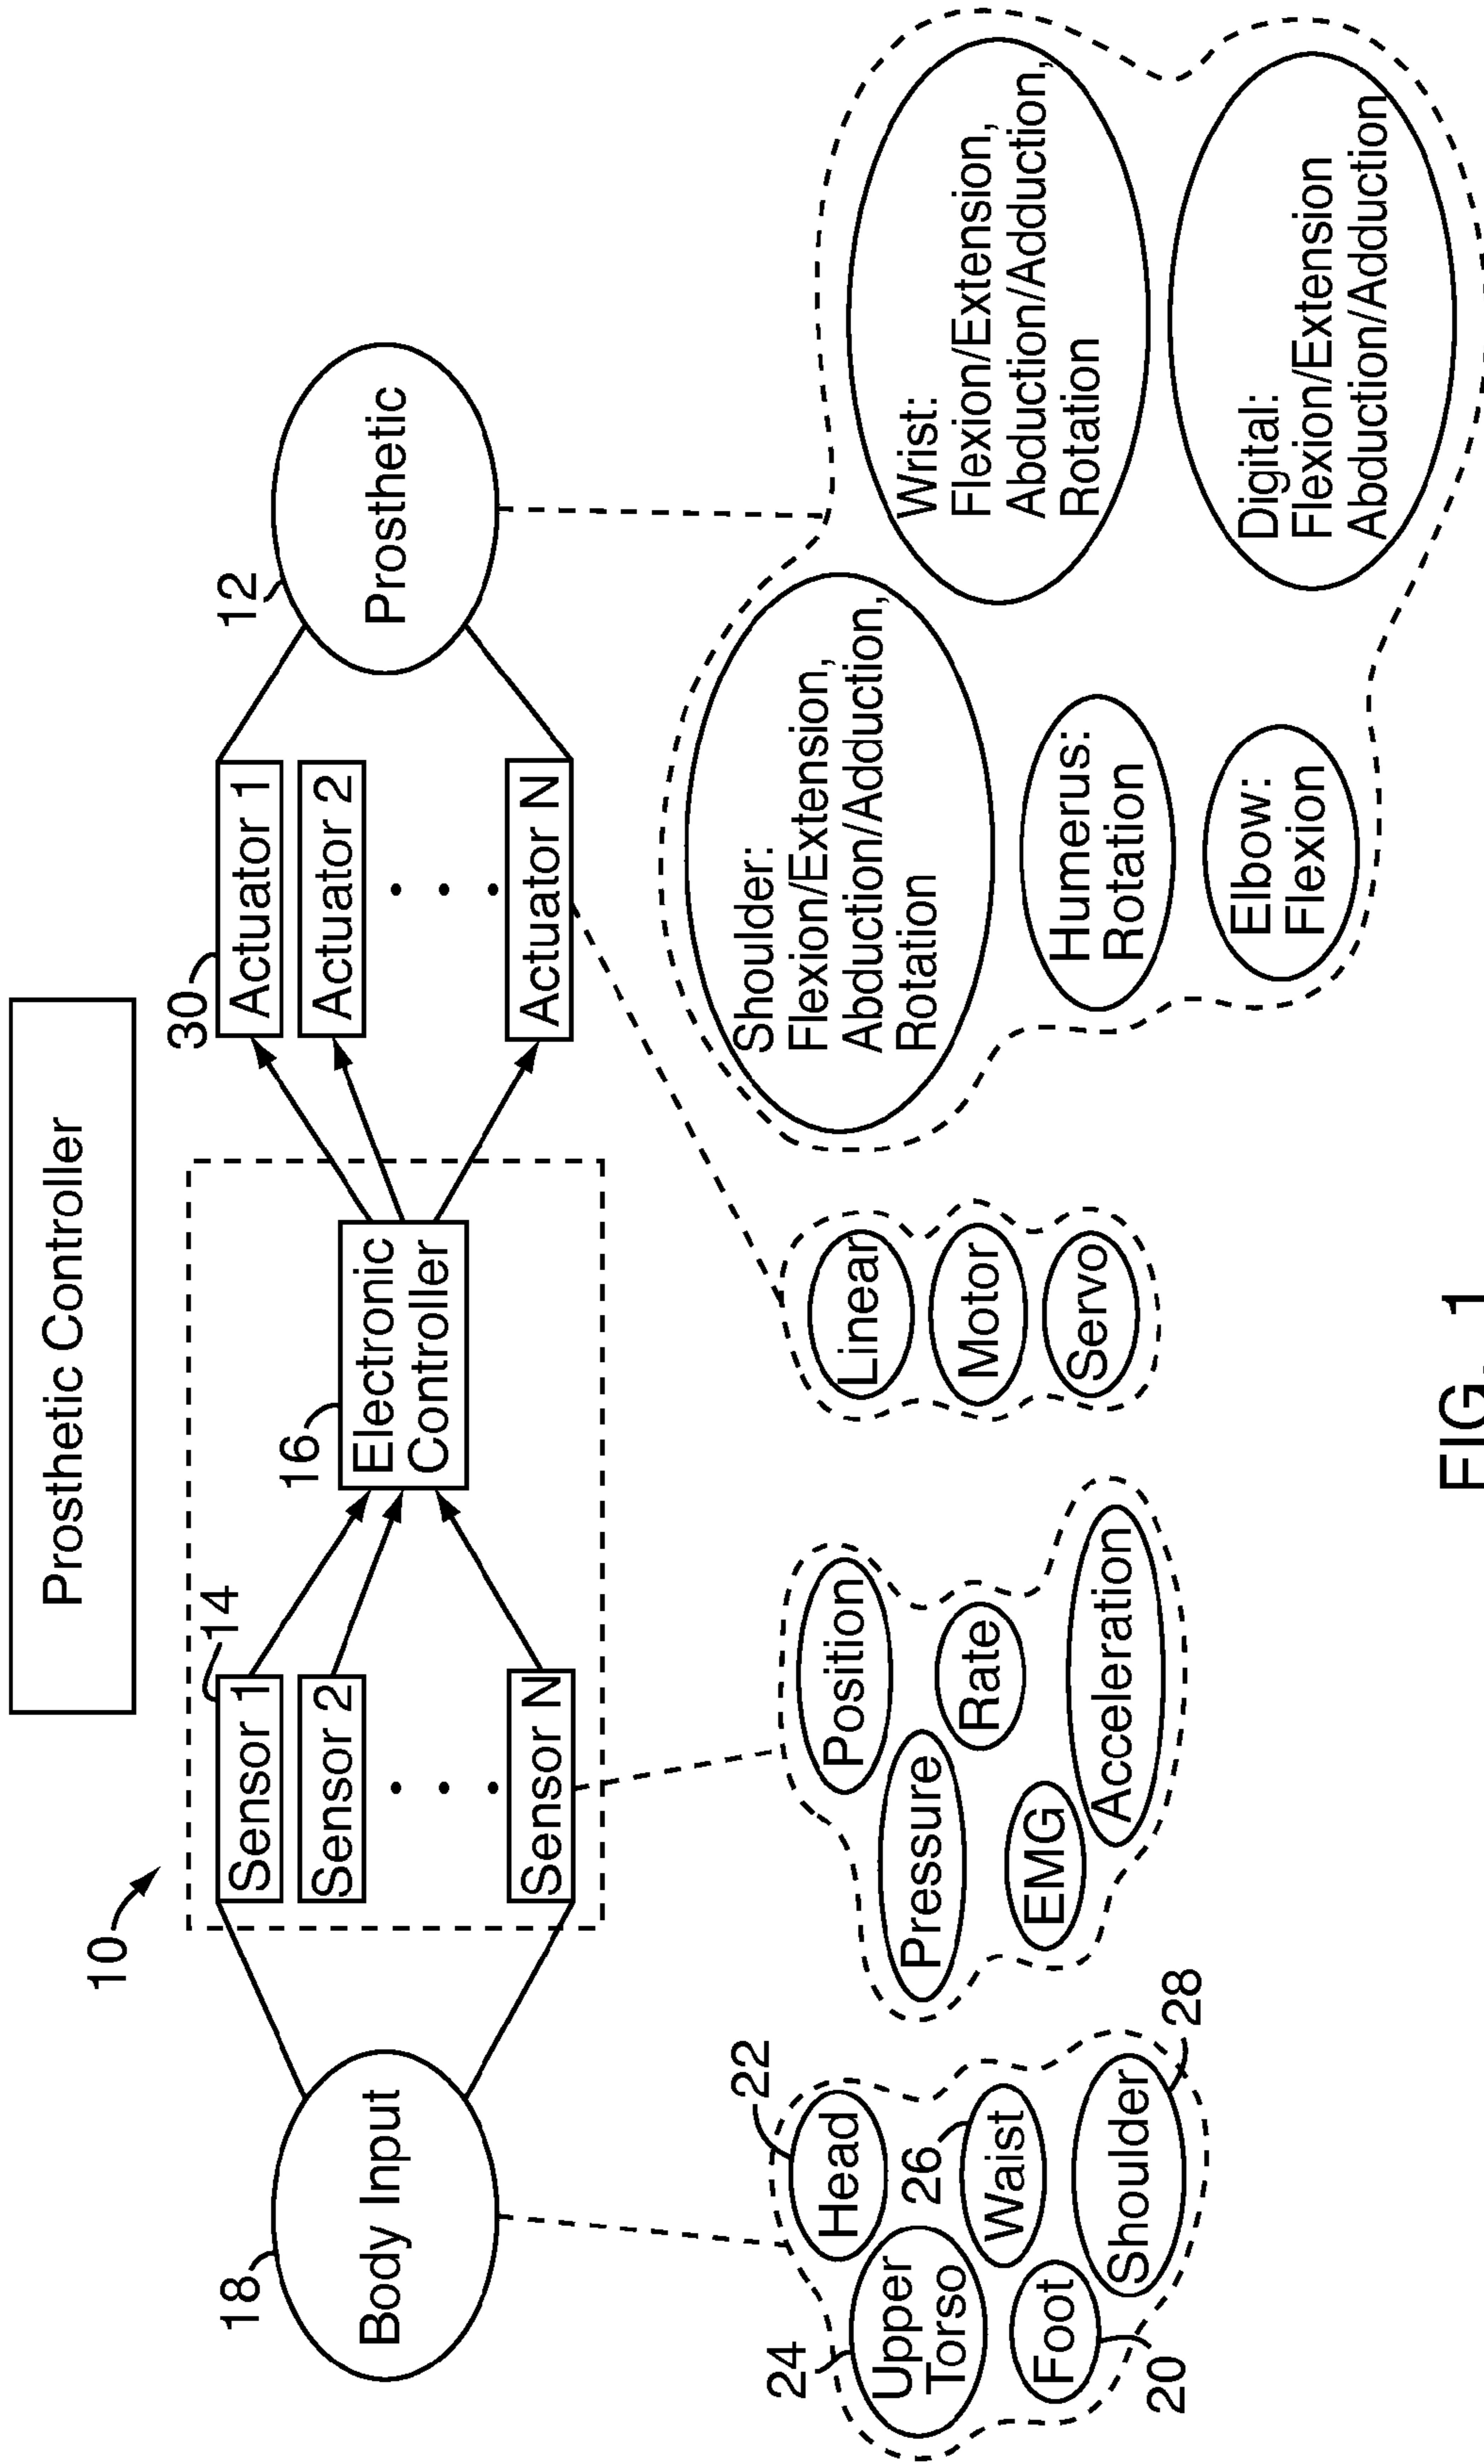 Prosthetic Controller
10
18
Body Input
14
Sensor 1
Sensor 2
Sensor N
16
Electronic
Controller
30
Actuator 1
Actuator 2
Actuator N
12
Prosthetic
22
Head
24
Upper
Torso
26
Waist
Foot
20
Shoulder
28
Position
Pressure
Rate
EMG
Acceleration
Linear
Motor
Servo
Shoulder:
Flexion/Extension,
Abduction/Adduction,
Rotation
Humerus:
Rotation
Elbow:
Flexion
Wrist:
Flexion/Extension,
Abduction/Adduction,
Rotation
Digital:
Flexion/Extension
Abduction/Adduction
FIG. 1